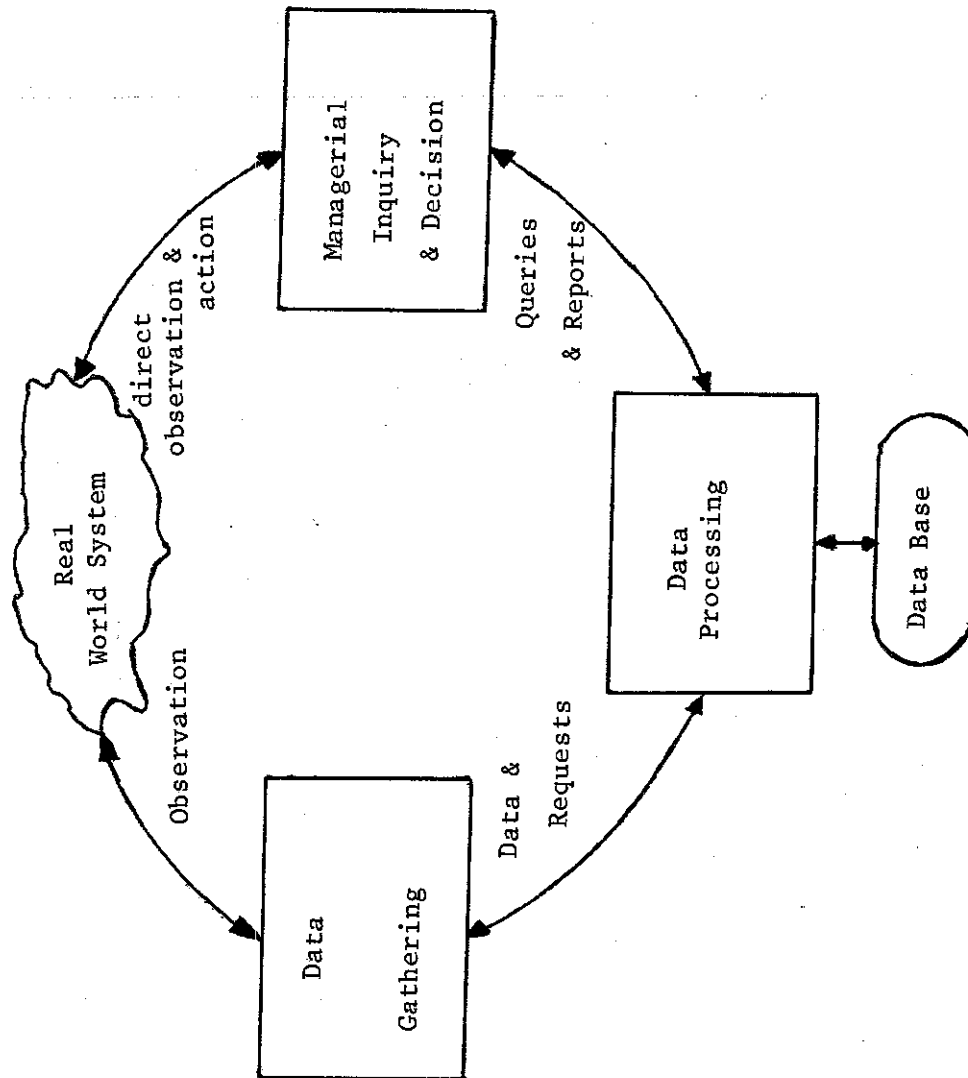 Real
World System
Observation
direct
observation &
action
Data
Gathering
Managerial
Inquiry
& Decision
Data &
Requests
Queries
& Reports
Data
Processing
Data Base